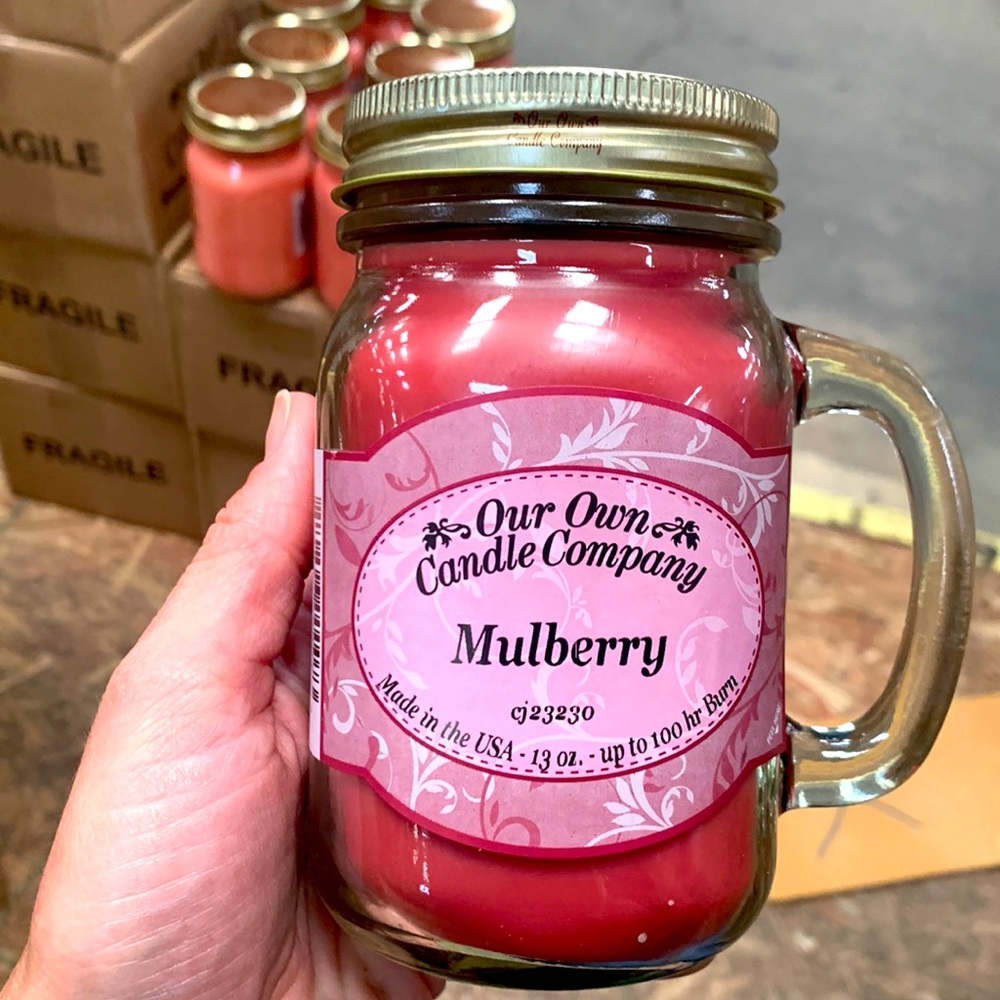 Our Own
Candle Company
Our Own
Candle Company
Mulberry
cj23230
Made in the USA - 13 oz. - up to 100 hr Burn
FRAGILE
FRAGILE
FRAGILE